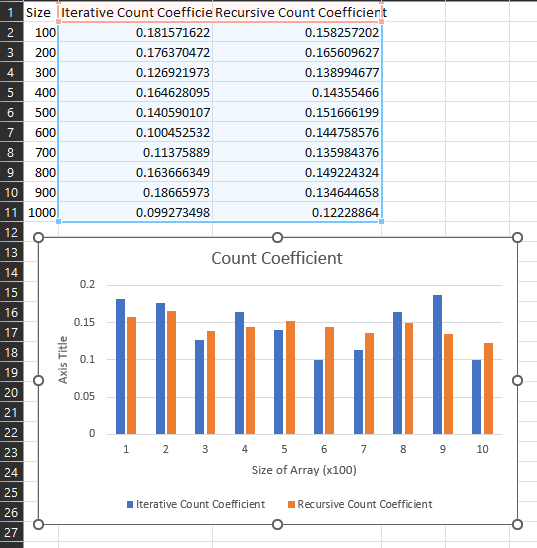 1 Size Iterative Count Coefficie Recursive Count Coefficient
2 100 0.181571622 0.158257202
3 200 0.176370472 0.165609627
4 300 0.126921973 0.138994677
5 400 0.164628095 0.14355466
6 500 0.140590107 0.151666199
7 600 0.100452532 0.144758576
8 700 0.11375889 0.135984376
9 800 0.163666349 0.149224324
10 900 0.18665973 0.134644658
11 1000 0.099273498 0.12228864
12
13
14
15
16
17
18
19
20
21
22
23
24
25
26
27
Count Coefficient
0.2
0.15
0.1
0.05
0
Axis Title
1 2 3 4 5 6 7 8 9 10
Size of Array (x100)
Iterative Count Coefficient Recursive Count Coefficient